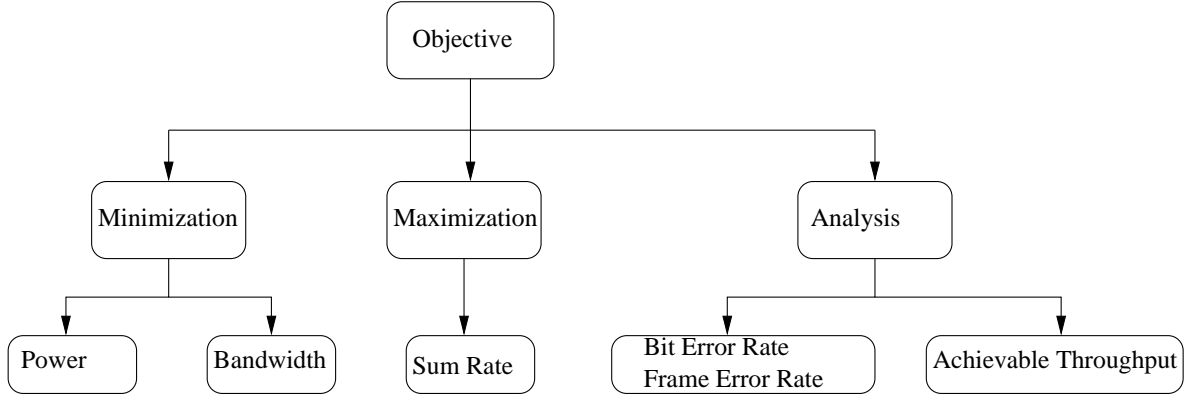 Objective
Minimization
Maximization
Analysis
Power
Bandwidth
Sum Rate
Bit Error Rate
Frame Error Rate
Achievable Throughput